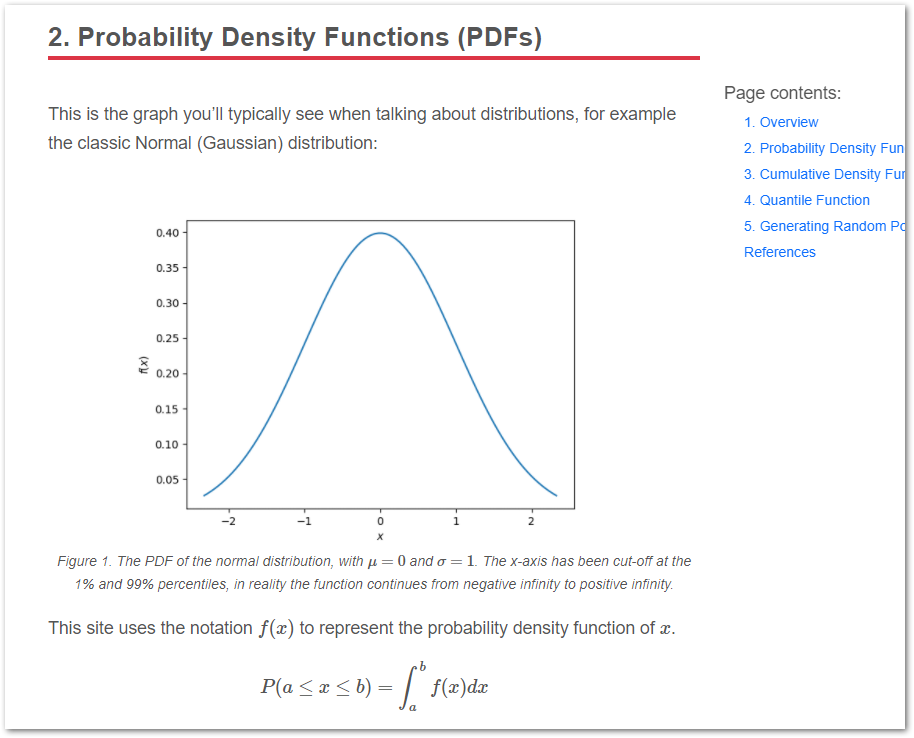 2. Probability Density Functions (PDFs)
This is the graph you'll typically see when talking about distributions, for example
the classic Normal (Gaussian) distribution:
0.40
0.35
0.30
0.25
0.20
0.15
0.10
0.05
f(x)
−2 −1 0 1 2
x
Figure 1. The PDF of the normal distribution, with μ = 0 and σ = 1. The x-axis has been cut-off at the
1% and 99% percentiles, in reality the function continues from negative infinity to positive infinity.
This site uses the notation f(x) to represent the probability density function of x.
P(a ≤ x ≤ b) = ∫_a^b f(x)dx
Page contents:
1. Overview
2. Probability Density Fun
3. Cumulative Density Fur
4. Quantile Function
5. Generating Random Po
References